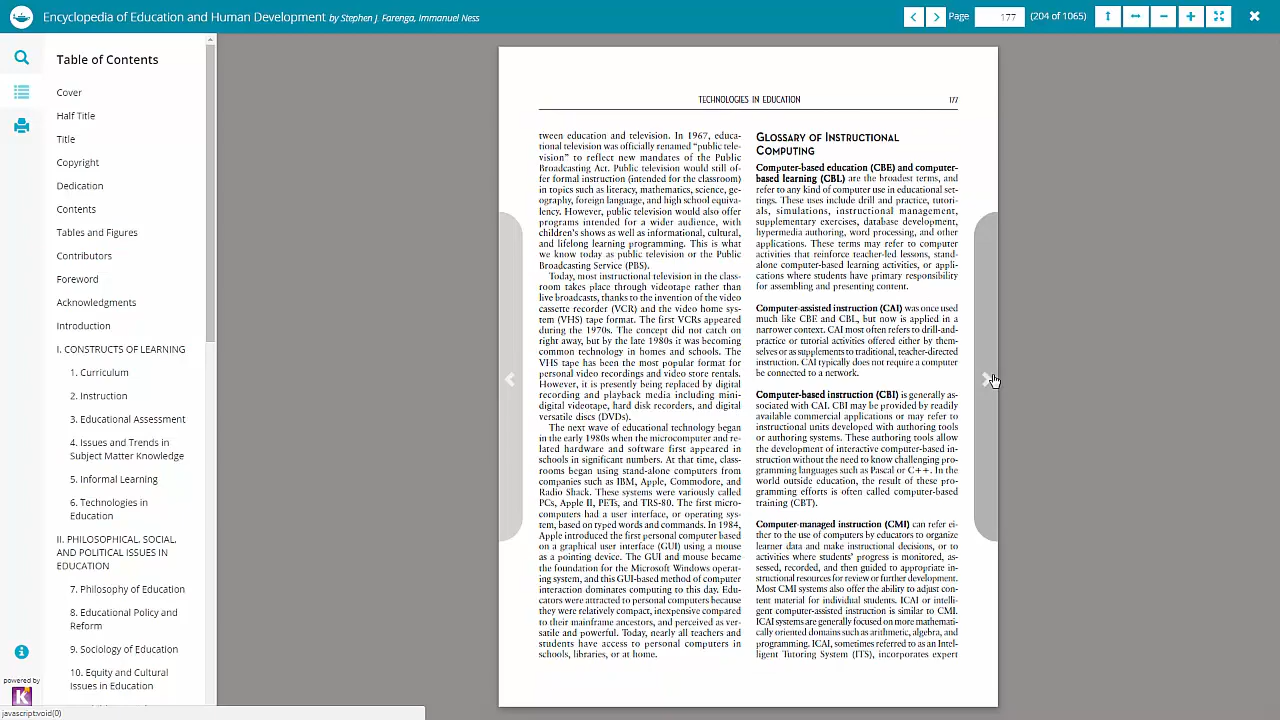 Encyclopedia of Education and Human Development by Stephen J. Farenga, Immanuel Ness
Page 177 (204 of 1065)
Table of Contents
Cover
Half Title
Title
Copyright
Dedication
Contents
Tables and Figures
Contributors
Foreword
Acknowledgments
Introduction
I. CONSTRUCTS OF LEARNING
1. Curriculum
2. Instruction
3. Educational Assessment
4. Issues and Trends in
Subject Matter Knowledge
5. Informal Learning
6. Technologies in
Education
II. PHILOSOPHICAL, SOCIAL,
AND POLITICAL ISSUES IN
EDUCATION
7. Philosophy of Education
8. Educational Policy and
Reform
9. Sociology of Education
10. Equity and Cultural
Issues in Education
powered by
K
javascript:void(0)
TECHNOLOGIES IN EDUCATION 177
tween education and television. In 1967, educa-
tional television was officially renamed “public tele-
vision” to reflect new mandates of the Public
Broadcasting Act. Public television would still of-
fer formal instruction (intended for the classroom)
in topics such as literacy, mathematics, science, ge-
ography, foreign language, and high school equiva-
lency. However, public television would also offer
programs intended for a wider audience, with
children's shows as well as informational, cultural,
and lifelong learning programming. This is what
we know today as public television or the Public
Broadcasting Service (PBS).
Today, most instructional television in the class-
room takes place through videotape rather than
live broadcasts, thanks to the invention of the video
cassette recorder (VCR) and the video home sys-
tem (VHS) tape format. The first VCRs appeared
during the 1970s. The concept did not catch on
right away, but by the late 1980s it was becoming
common technology in homes and schools. The
VHS tape has been the most popular format for
personal video recordings and video store rentals.
However, it is presently being replaced by digital
recording and playback media including mini-
digital videotape, hard disk recorders, and digital
versatile discs (DVDs).
The next wave of educational technology began
in the early 1980s when the microcomputer and re-
lated hardware and software first appeared in
schools in significant numbers. At that time, class-
rooms began using stand-alone computers from
companies such as IBM, Apple, Commodore, and
Radio Shack. These systems were variously called
PCs, Apple II, PETs, and TRS-80. The first micro-
computers had a user interface, or operating sys-
tem, based on typed words and commands. In 1984,
Apple introduced the first personal computer based
on a graphical user interface (GUI) using a mouse
as a pointing device. The GUI and mouse became
the foundation for the Microsoft Windows operat-
ing system, and this GUI-based method of computer
interaction dominates computing to this day. Edu-
cators were attracted to personal computers because
they were relatively compact, inexpensive compared
to their mainframe ancestors, and perceived as ver-
satile and powerful. Today, nearly all teachers and
students have access to personal computers in
schools, libraries, or at home.
GLOSSARY OF INSTRUCTIONAL
COMPUTING
Computer-based education (CBE) and computer-
based learning (CBL) are the broadest terms, and
refer to any kind of computer use in educational set-
tings. These uses include drill and practice, tutori-
als, simulations, instructional management,
supplementary exercises, database development,
hypermedia authoring, word processing, and other
applications. These terms may refer to computer
activities that reinforce teacher-led lessons, stand-
alone computer-based learning activities, or appli-
cations where students have primary responsibility
for assembling and presenting content.
Computer-assisted instruction (CAI) was once used
much like CBE and CBL, but now is applied in a
narrower context. CAI most often refers to drill-and-
practice or tutorial activities offered either by them-
selves or as supplements to traditional, teacher-directed
instruction. CAI typically does not require a computer
be connected to a network.
Computer-based instruction (CBI) is generally as-
sociated with CAI. CBI may be provided by readily
available commercial applications or may refer to
instructional units developed with authoring tools
or authoring systems. These authoring tools allow
the development of interactive computer-based in-
struction without the need to know challenging pro-
gramming languages such as Pascal or C++. In the
world outside education, the result of these pro-
gramming efforts is often called computer-based
training (CBT).
Computer-managed instruction (CMI) can refer ei-
ther to the use of computers by educators to organize
learner data and make instructional decisions, or to
activities where students' progress is monitored, as-
sessed, recorded, and then guided to appropriate in-
structional resources for review or further development.
Most CMI systems also offer the ability to adjust con-
tent material for individual students. ICAI or intelli-
gent computer-assisted instruction is similar to CMI.
ICAI systems are generally focused on more mathemati-
cally oriented domains such as arithmetic, algebra, and
programming. ICAI, sometimes referred to as an Intel-
ligent Tutoring System (ITS), incorporates expert